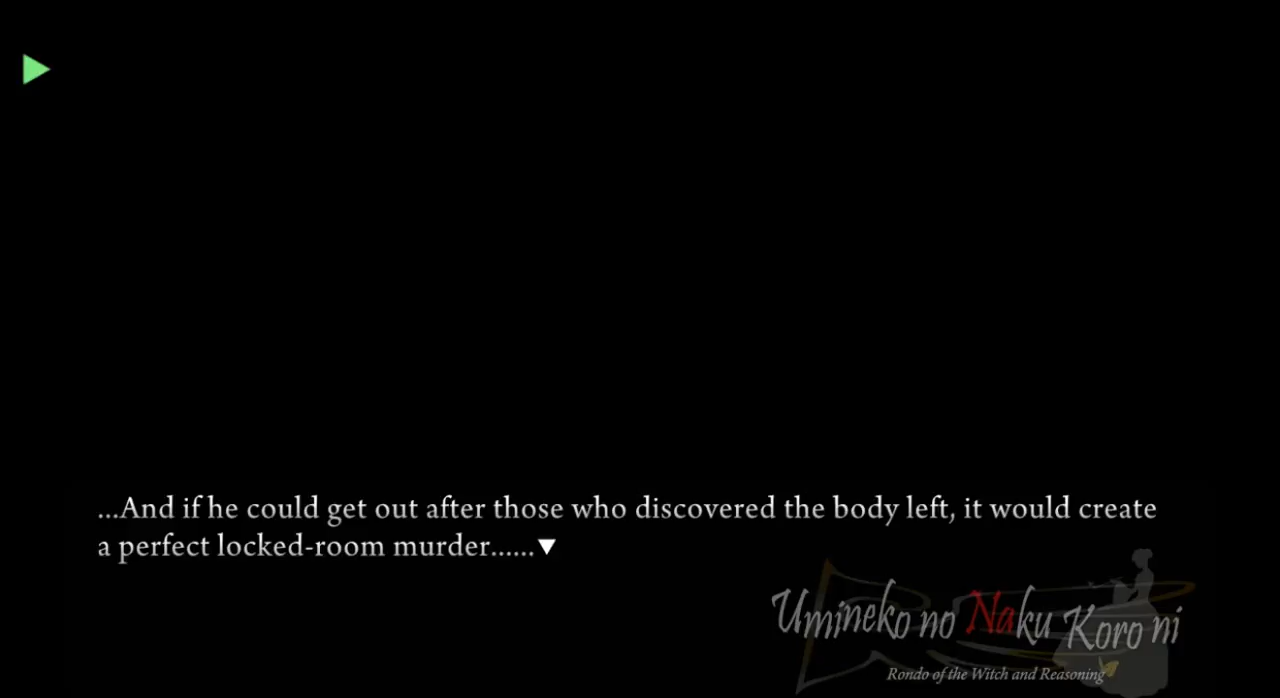 ...And if he could get out after those who discovered the body left, it would create
a perfect locked-room murder......
Umineko no Naku Koro ni
Rondo of the Witch and Reasoning